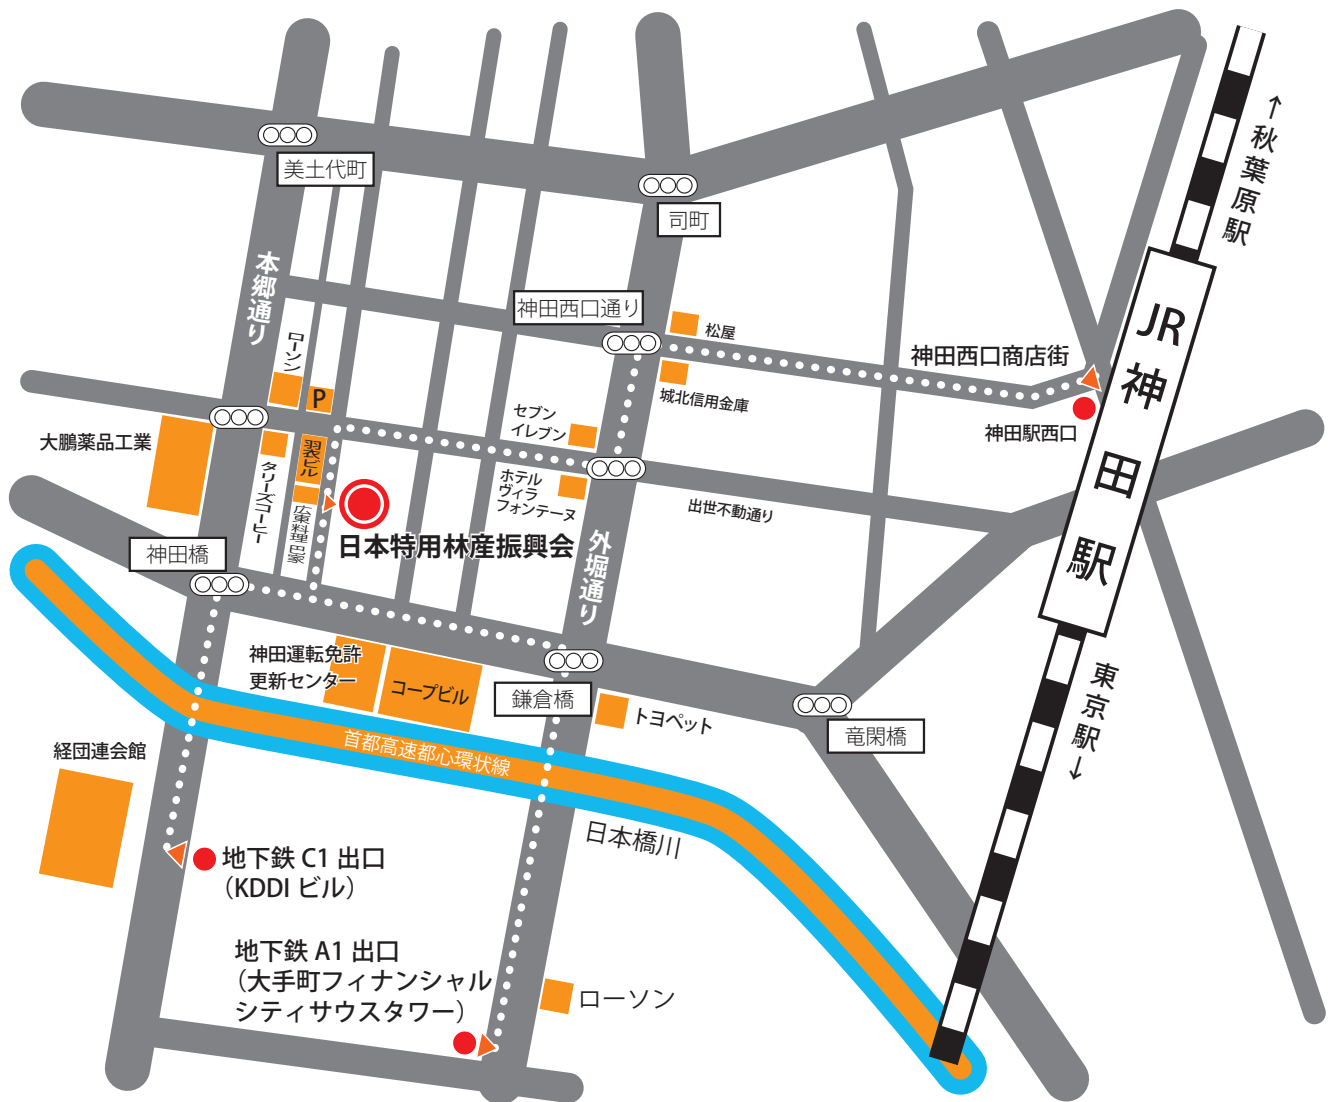 ↑秋葉原駅
美土代町
司町
本郷通り
神田西口通り
松屋
JR神田駅
ローソン
神田西口商店街
P
城北信用金庫
セブン
イレブン
神田駅西口
大鵬薬品工業
羽衣ビル
タリーズコーヒー
広東料理 巴家
ホテル
ヴィラ
フォンテーヌ
出世不動通り
日本特用林産振興会
神田橋
外堀通り
神田運転免許
更新センター
コープビル
鎌倉橋
トヨペット
竜閑橋
東京駅↓
首都高速都心環状線
経団連会館
日本橋川
地下鉄 C1 出口
（KDDI ビル）
地下鉄 A1 出口
（大手町フィナンシャル
シティサウスタワー）
ローソン